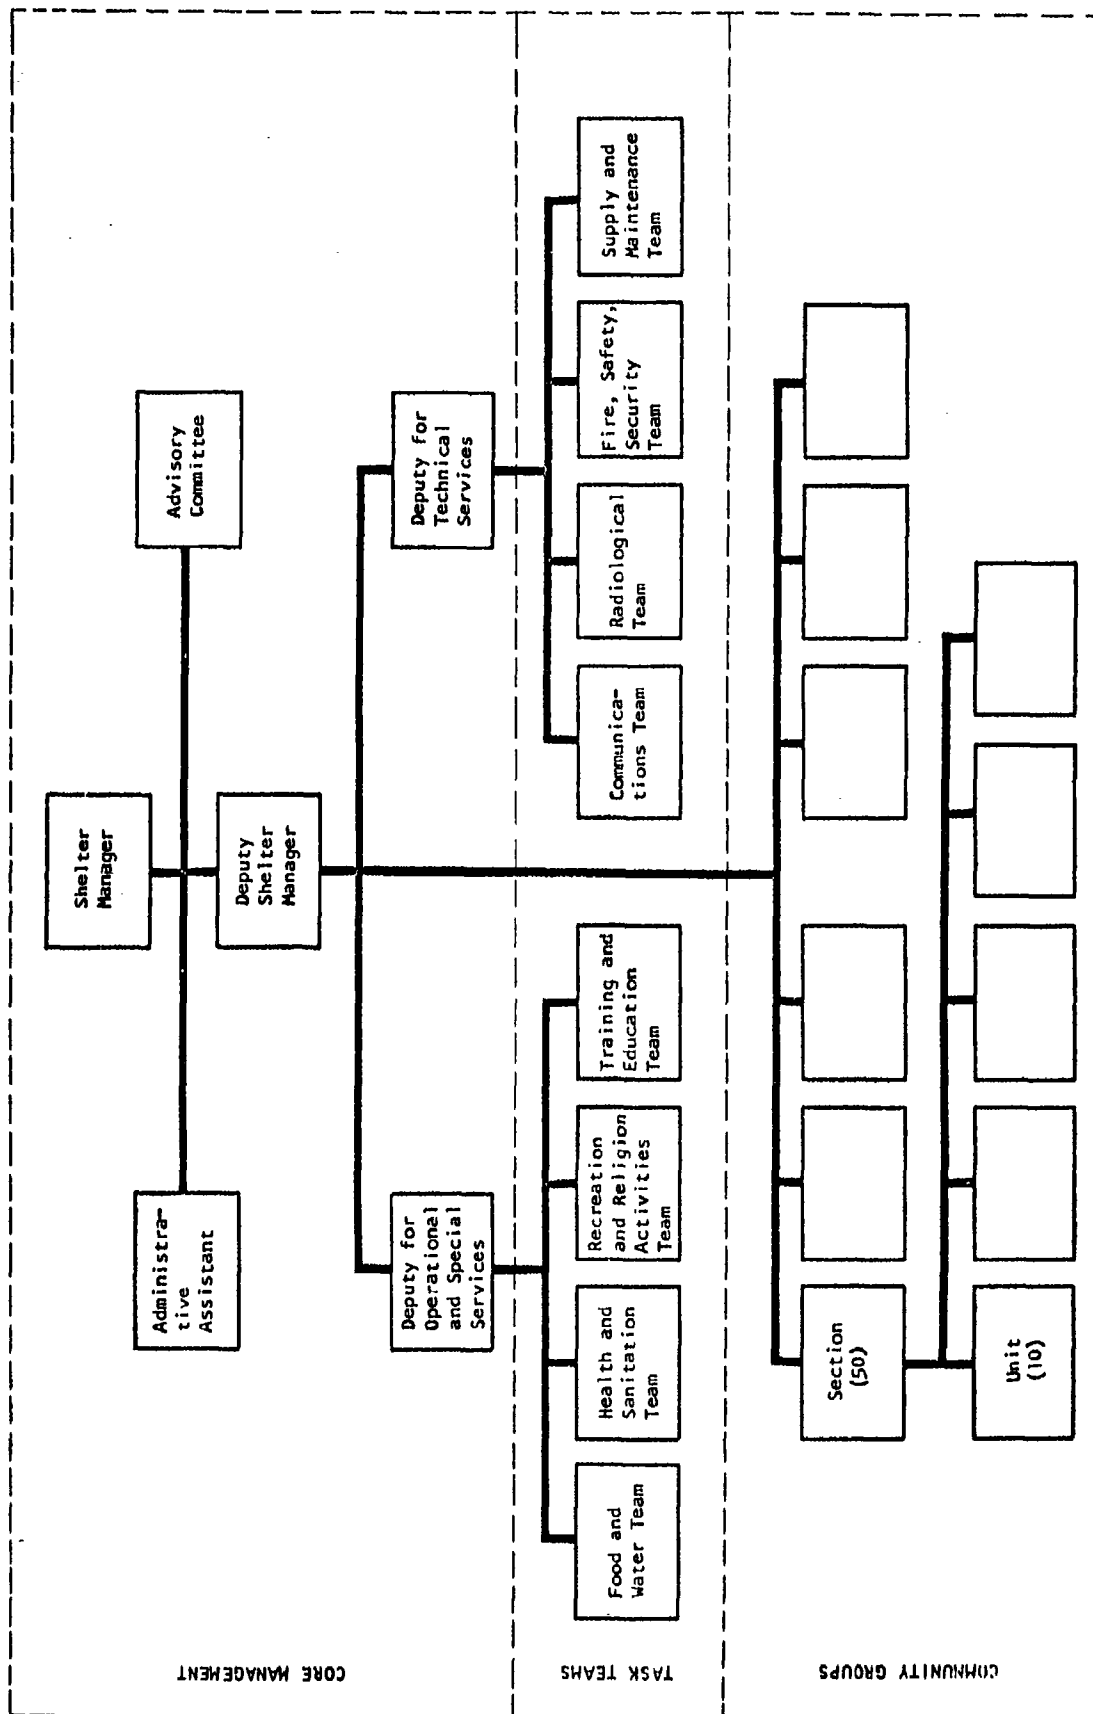 CORE MANAGEMENT
Shelter
Manager
Administra-
tive
Assistant
Advisory
Committee
Deputy
Shelter
Manager
Deputy for
Operational
and Special
Services
Deputy for
Technical
Services
TASK TEAMS
Food and
Water Team
Health and
Sanitation
Team
Recreation
and Religion
Activities
Team
Training and
Education
Team
Communica-
tions Team
Radiological
Team
Fire, Safety,
Security
Team
Supply and
Maintenance
Team
COMMUNITY GROUPS
Section
(50)
Unit
(10)